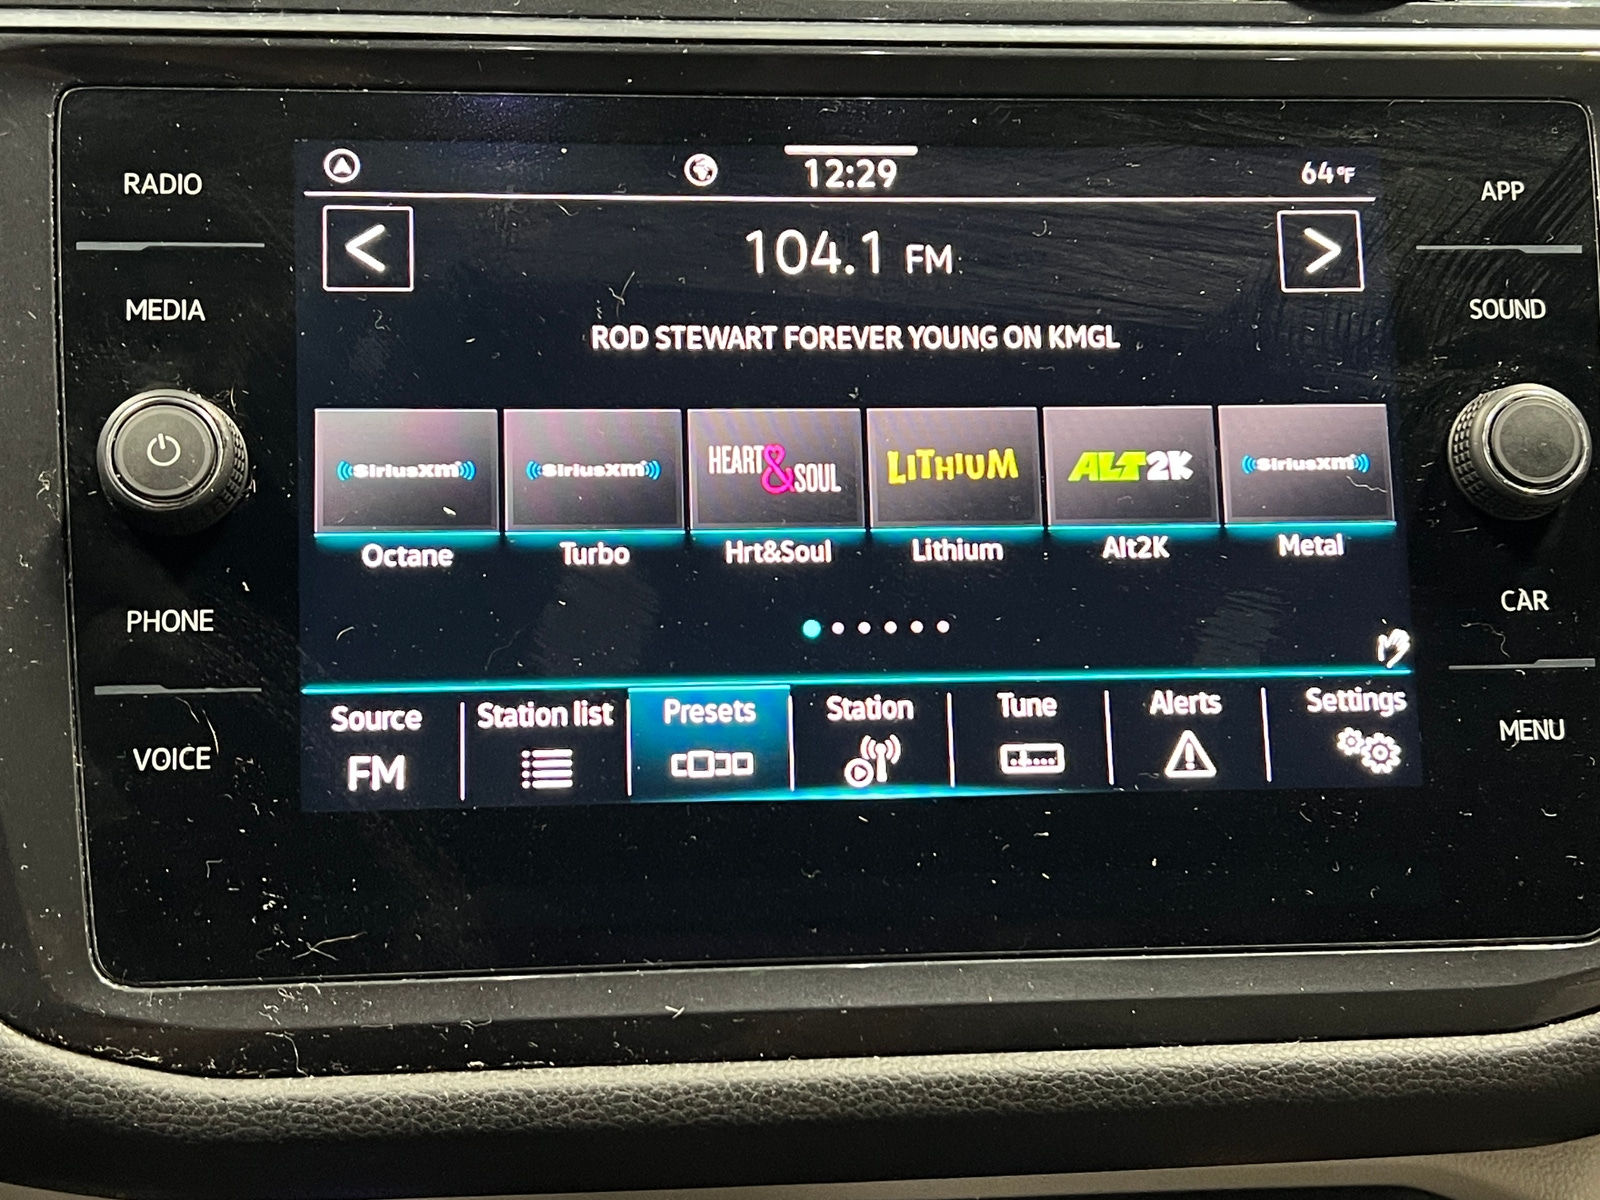 RADIO
MEDIA
PHONE
VOICE
12:29
64°F
<
104.1 FM
>
ROD STEWART FOREVER YOUNG ON KMGL
((SiriusXM))
((SiriusXM))
HEART & SOUL
LITHIUM
ALT2K
((SiriusXM))
Octane
Turbo
Hrt&Soul
Lithium
Alt2K
Metal
Source
FM
Station list
Presets
Station
Tune
Alerts
Settings
APP
SOUND
CAR
MENU